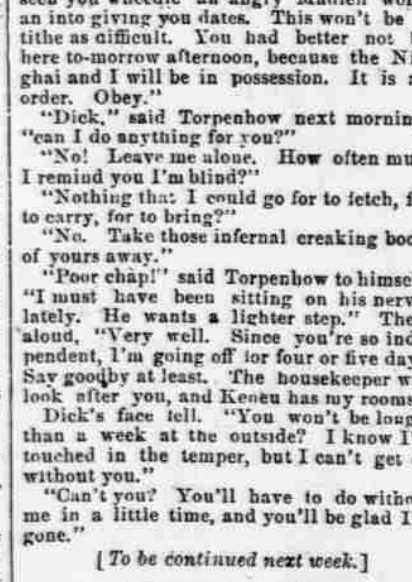 an into giving you dates. This won't be
tithe as difficult. You had better not
here to-morrow afternoon, because the Ni
ghai and I will be in possession. It is
order. Obey."
"Dick," said Torpenhow next mornin
"can I do anything for you?"
"No! Leave me alone. How often mu
I remind you I'm blind?"
"Nothing that I could go for to fetch, f
to carry, for to bring?"
"No. Take those infernal creaking boo
of yours away."
"Poor chap!" said Torpenhow to himse
"I must have been sitting on his nerv
lately. He wants a lighter step." The
aloud, "Very well. Since you're so ind
pendent, I'm going off for four or five day
Say goodby at least. The housekeeper w
look after you, and Keneu has my rooms
Dick's face fell. "You won't be long
than a week at the outside? I know I'
touched in the temper, but I can't get
without you."
"Can't you? You'll have to do witho
me in a little time, and you'll be glad I
gone."
[To be continued next week.]